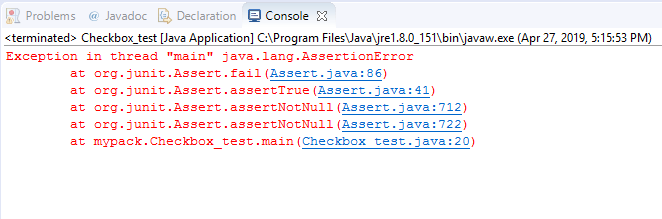 Problems Javadoc Declaration Console
<terminated> Checkbox_test [Java Application] C:\Program Files\Java\jre1.8.0_151\bin\javaw.exe (Apr 27, 2019, 5:15:53 PM)
Exception in thread "main" java.lang.AssertionError
at org.junit.Assert.fail(Assert.java:86)
at org.junit.Assert.assertTrue(Assert.java:41)
at org.junit.Assert.assertNotNull(Assert.java:712)
at org.junit.Assert.assertNotNull(Assert.java:722)
at mypack.Checkbox_test.main(Checkbox_test.java:20)